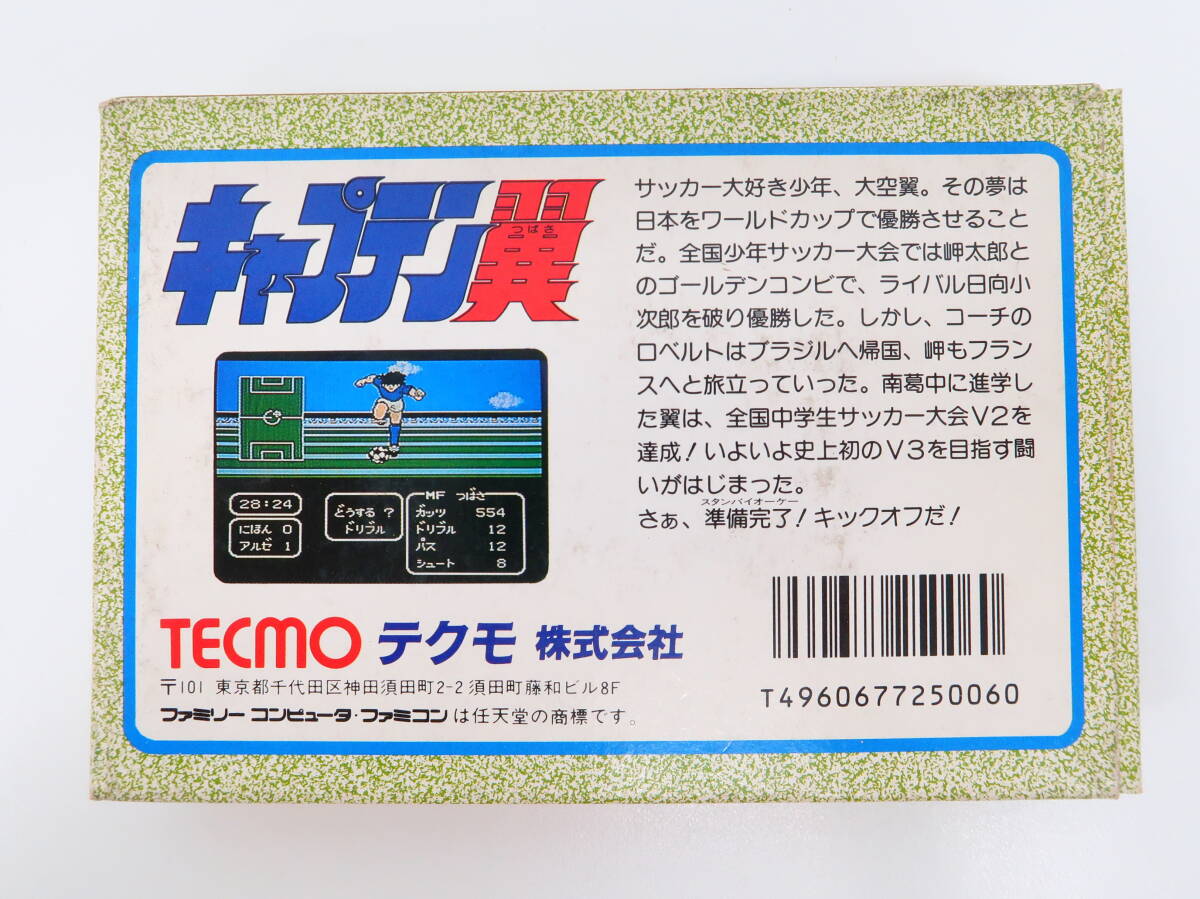 キャプテン翼
つばさ
サッカー大好き少年、大空翼。その夢は
日本をワールドカップで優勝させること
だ。全国少年サッカー大会では岬太郎と
のゴールデンコンビで、ライバル日向小
次郎を破り優勝した。しかし、コーチの
ロベルトはブラジルへ帰国、岬もフラン
スへと旅立っていった。南葛中に進学し
た翼は、全国中学生サッカー大会V2を
達成！いよいよ史上初のV3を目指す闘
いがはじまった。
スタンバイオーケー
さぁ、準備完了！キックオフだ！
28:24
にほん 0
アルゼ 1
どうする ?
ドリブル
MF つばさ
ガッツ 554
ドリブル 12
パス 12
シュート 8
TECMO テクモ 株式会社
〒101 東京都千代田区神田須田町2-2 須田町藤和ビル8F
ファミリー コンピュータ・ファミコンは任天堂の商標です。
T4960677250060